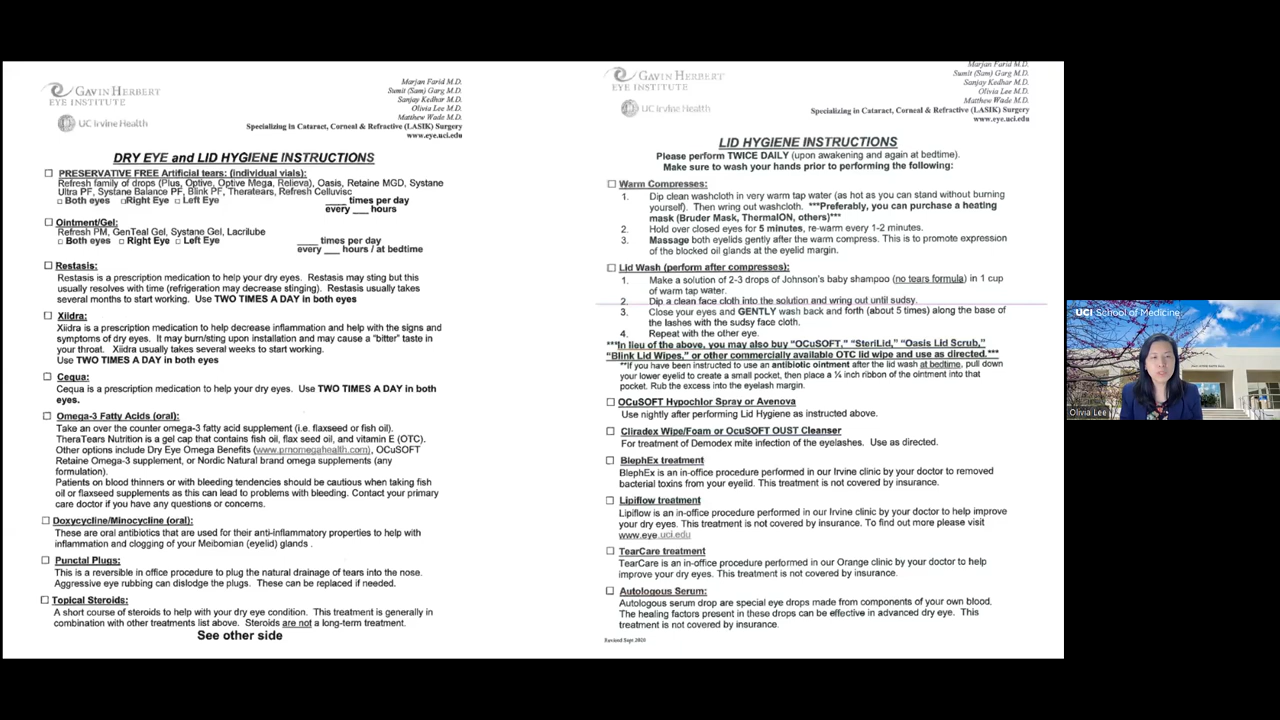 GAVIN HERBERT
EYE INSTITUTE
UC Irvine Health
Marjan Farid M.D.
Sumit (Sam) Garg M.D.
Sanjay Kedhar M.D.
Olivia Lee M.D.
Matthew Wade M.D.
Specializing in Cataract, Corneal & Refractive (LASIK) Surgery
www.eye.uci.edu
DRY EYE and LID HYGIENE INSTRUCTIONS
☐ PRESERVATIVE FREE Artificial tears: (individual vials):
Refresh family of drops (Plus, Optive, Optive Mega, Relieva), Oasis, Retaine MGD, Systane
Ultra PF, Systane Balance PF, Blink PF, Theratears, Refresh Celluvisc
□ Both eyes □ Right Eye □ Left Eye ____ times per day
every ___ hours
☐ Ointment/Gel:
Refresh PM, GenTeal Gel, Systane Gel, Lacrilube
□ Both eyes □ Right Eye □ Left Eye ____ times per day
every ___ hours / at bedtime
☐ Restasis:
Restasis is a prescription medication to help your dry eyes. Restasis may sting but this
usually resolves with time (refrigeration may decrease stinging). Restasis usually takes
several months to start working. Use TWO TIMES A DAY in both eyes
☐ Xiidra:
Xiidra is a prescription medication to help decrease inflammation and help with the signs and
symptoms of dry eyes. It may burn/sting upon installation and may cause a "bitter" taste in
your throat. Xiidra usually takes several weeks to start working.
Use TWO TIMES A DAY in both eyes
☐ Cequa:
Cequa is a prescription medication to help your dry eyes. Use TWO TIMES A DAY in both
eyes.
☐ Omega-3 Fatty Acids (oral):
Take an over the counter omega-3 fatty acid supplement (i.e. flaxseed or fish oil).
TheraTears Nutrition is a gel cap that contains fish oil, flax seed oil, and vitamin E (OTC).
Other options include Dry Eye Omega Benefits (www.prnomegahealth.com), OCuSOFT
Retaine Omega-3 supplement, or Nordic Natural brand omega supplements (any
formulation).
Patients on blood thinners or with bleeding tendencies should be cautious when taking fish
oil or flaxseed supplements as this can lead to problems with bleeding. Contact your primary
care doctor if you have any questions or concerns.
☐ Doxycycline/Minocycline (oral):
These are oral antibiotics that are used for their anti-inflammatory properties to help with
inflammation and clogging of your Meibomian (eyelid) glands .
☐ Punctal Plugs:
This is a reversible in office procedure to plug the natural drainage of tears into the nose.
Aggressive eye rubbing can dislodge the plugs. These can be replaced if needed.
☐ Topical Steroids:
A short course of steroids to help with your dry eye condition. This treatment is generally in
combination with other treatments list above. Steroids are not a long-term treatment.
See other side
GAVIN HERBERT
EYE INSTITUTE
UC Irvine Health
Marjan Farid M.D.
Sumit (Sam) Garg M.D.
Sanjay Kedhar M.D.
Olivia Lee M.D.
Matthew Wade M.D.
Specializing in Cataract, Corneal & Refractive (LASIK) Surgery
www.eye.uci.edu
LID HYGIENE INSTRUCTIONS
Please perform TWICE DAILY (upon awakening and again at bedtime).
Make sure to wash your hands prior to performing the following:
☐ Warm Compresses:
1. Dip clean washcloth in very warm tap water (as hot as you can stand without burning
yourself). Then wring out washcloth. ***Preferably, you can purchase a heating
mask (Bruder Mask, ThermalON, others)***
2. Hold over closed eyes for 5 minutes, re-warm every 1-2 minutes.
3. Massage both eyelids gently after the warm compress. This is to promote expression
of the blocked oil glands at the eyelid margin.
☐ Lid Wash (perform after compresses):
1. Make a solution of 2-3 drops of Johnson's baby shampoo (no tears formula) in 1 cup
of warm tap water.
2. Dip a clean face cloth into the solution and wring out until sudsy.
3. Close your eyes and GENTLY wash back and forth (about 5 times) along the base of
the lashes with the sudsy face cloth.
4. Repeat with the other eye.
***In lieu of the above, you may also buy "OCuSOFT," "SteriLid," "Oasis Lid Scrub,"
"Blink Lid Wipes," or other commercially available OTC lid wipe and use as directed.***
**If you have been instructed to use an antibiotic ointment after the lid wash at bedtime, pull down
your lower eyelid to create a small pocket, then place a ¼ inch ribbon of the ointment into that
pocket. Rub the excess into the eyelash margin.
☐ OCuSOFT Hypochlor Spray or Avenova
Use nightly after performing Lid Hygiene as instructed above.
☐ Cliradex Wipe/Foam or OcuSOFT OUST Cleanser
For treatment of Demodex mite infection of the eyelashes. Use as directed.
☐ BlephEx treatment
BlephEx is an in-office procedure performed in our Irvine clinic by your doctor to removed
bacterial toxins from your eyelid. This treatment is not covered by insurance.
☐ Lipiflow treatment
Lipiflow is an in-office procedure performed in our Irvine clinic by your doctor to help improve
your dry eyes. This treatment is not covered by insurance. To find out more please visit
www.eye.uci.edu
☐ TearCare treatment
TearCare is an in-office procedure performed in our Orange clinic by your doctor to help
improve your dry eyes. This treatment is not covered by insurance.
☐ Autologous Serum:
Autologous serum drop are special eye drops made from components of your own blood.
The healing factors present in these drops can be effective in advanced dry eye. This
treatment is not covered by insurance.
Revised Sept 2020
UCI School of Medicine
Olivia Lee